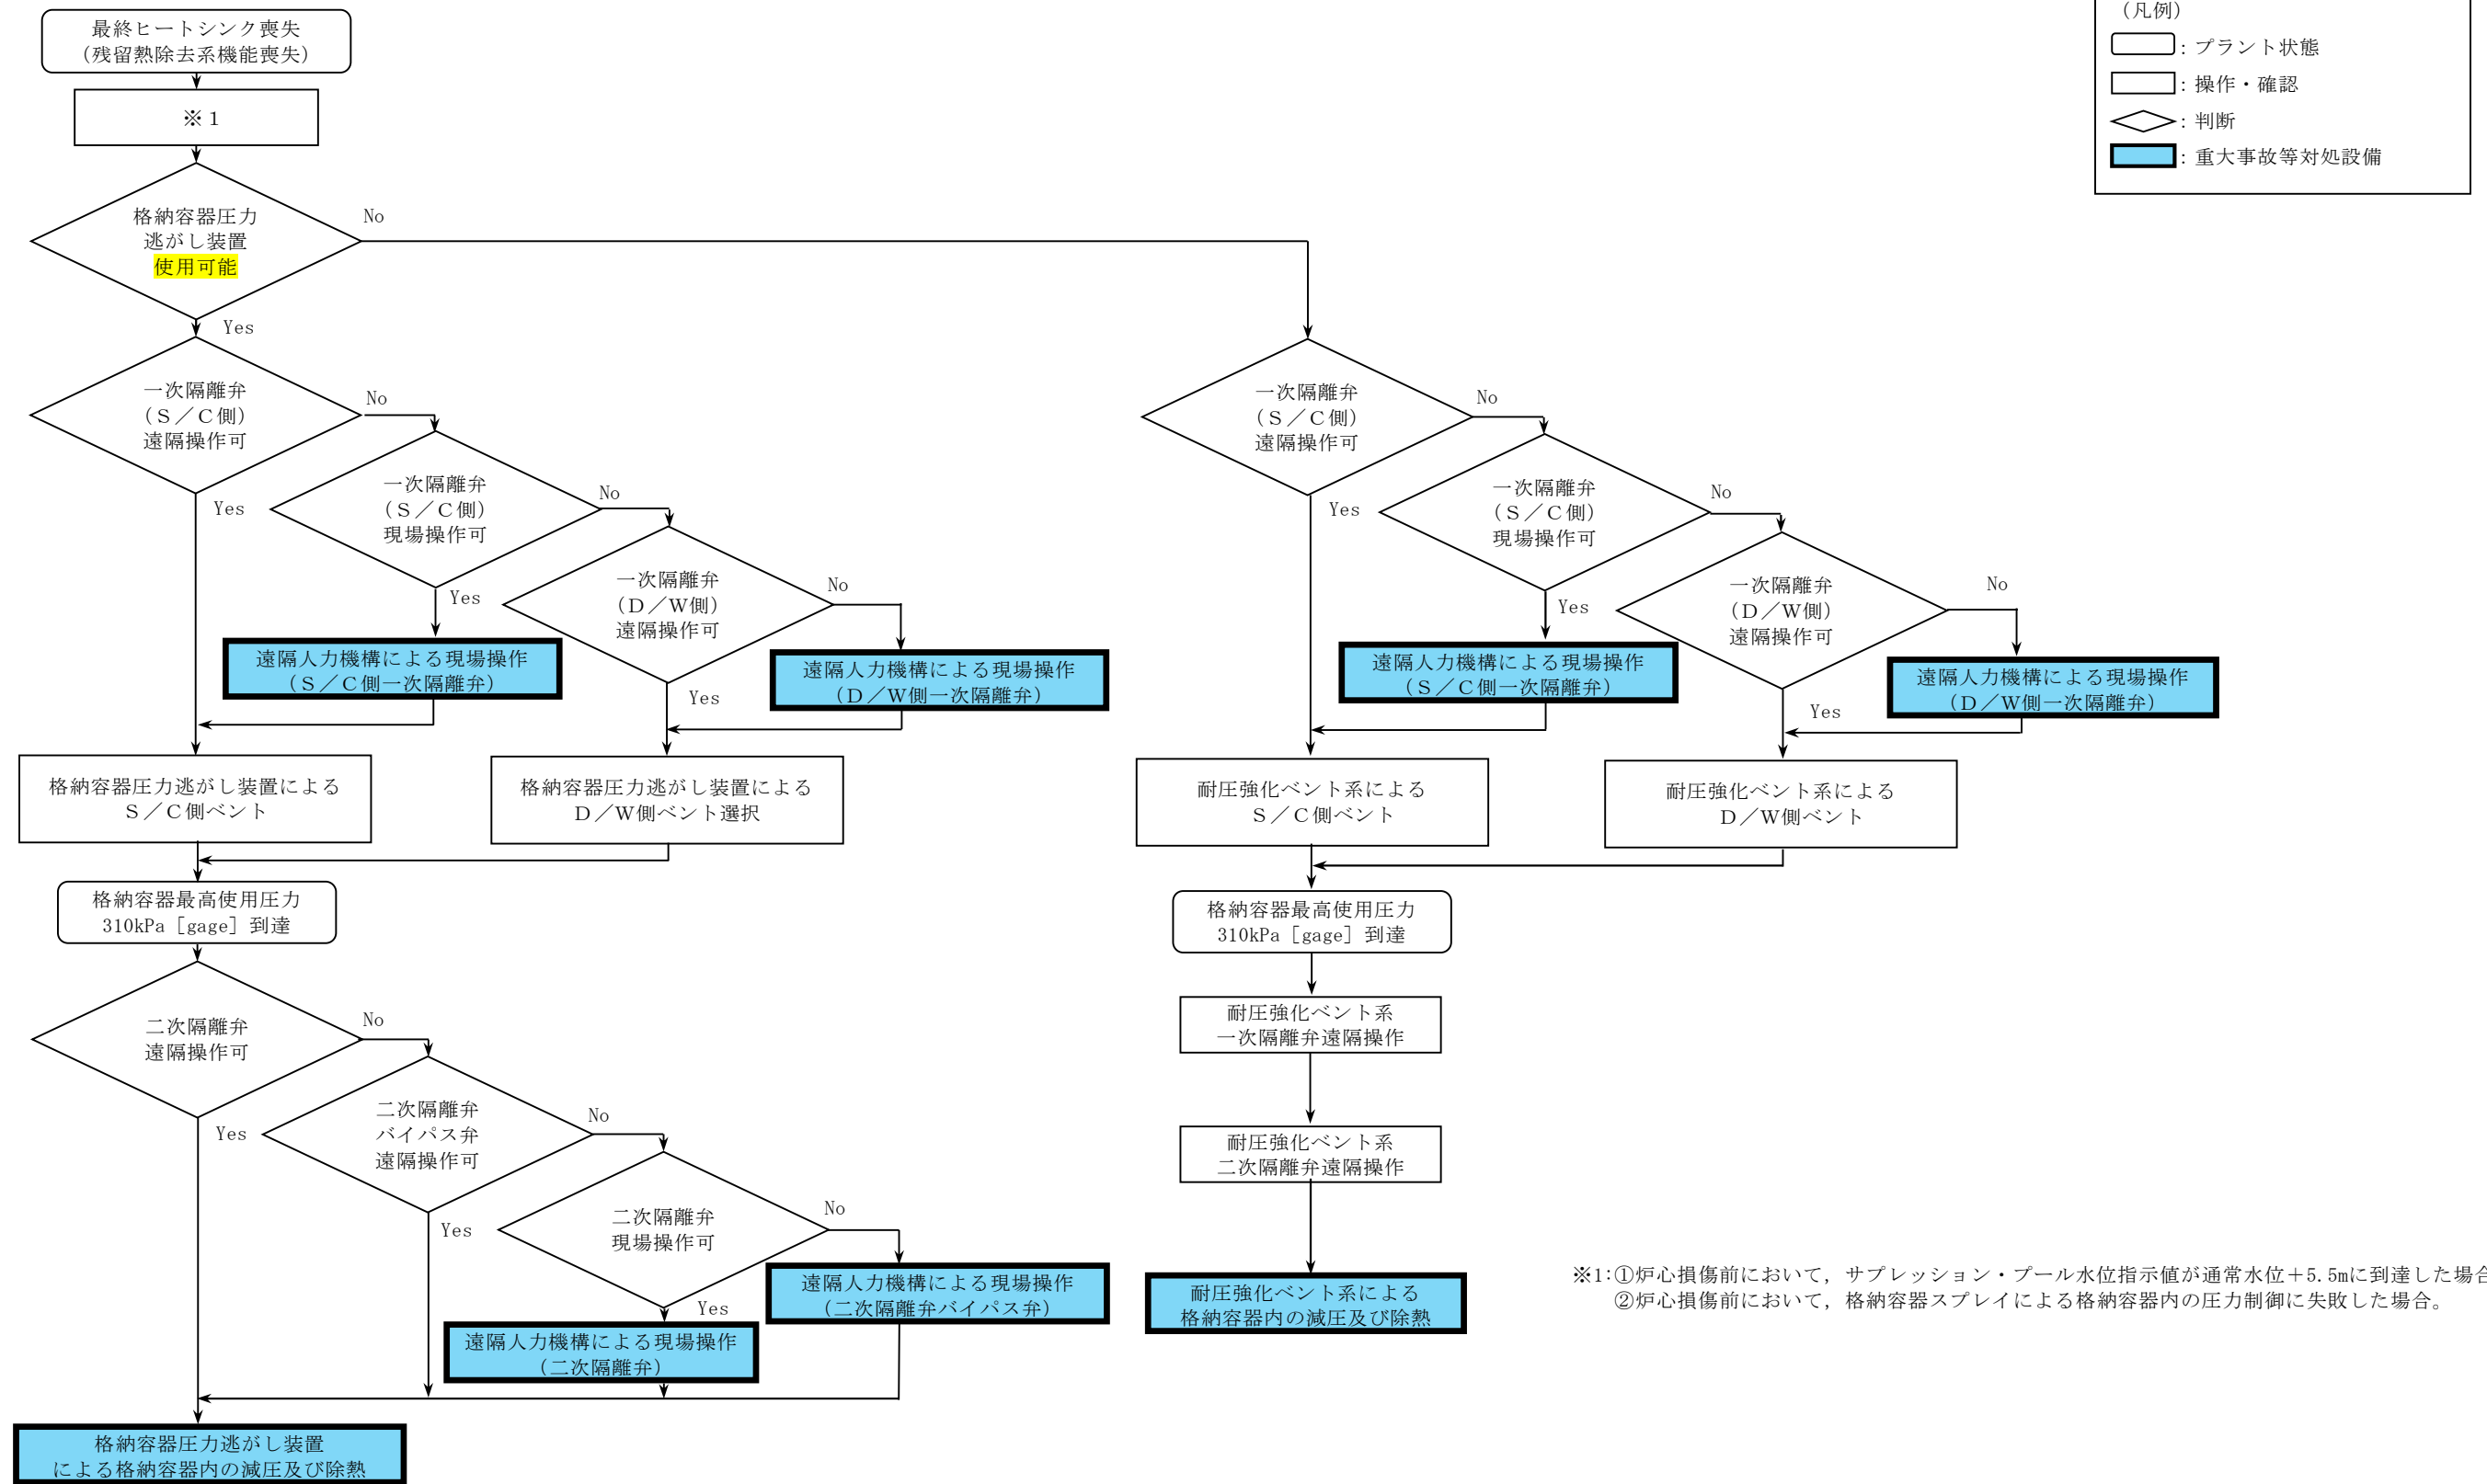 最終ヒートシンク喪失
（残留熱除去系機能喪失）
※１
格納容器圧力
逃がし装置
使用可能
No
Yes
一次隔離弁
（Ｓ／Ｃ側）
遠隔操作可
No
Yes
一次隔離弁
（Ｓ／Ｃ側）
現場操作可
No
Yes
一次隔離弁
（Ｄ／Ｗ側）
遠隔操作可
No
Yes
遠隔人力機構による現場操作
（Ｓ／Ｃ側一次隔離弁）
遠隔人力機構による現場操作
（Ｄ／Ｗ側一次隔離弁）
格納容器圧力逃がし装置による
Ｓ／Ｃ側ベント
格納容器圧力逃がし装置による
Ｄ／Ｗ側ベント選択
格納容器最高使用圧力
310kPa［gage］到達
二次隔離弁
遠隔操作可
No
Yes
二次隔離弁
バイパス弁
遠隔操作可
No
Yes
二次隔離弁
現場操作可
No
Yes
遠隔人力機構による現場操作
（二次隔離弁バイパス弁）
遠隔人力機構による現場操作
（二次隔離弁）
格納容器圧力逃がし装置
による格納容器内の減圧及び除熱
一次隔離弁
（Ｓ／Ｃ側）
遠隔操作可
No
Yes
一次隔離弁
（Ｓ／Ｃ側）
現場操作可
No
Yes
一次隔離弁
（Ｄ／Ｗ側）
遠隔操作可
No
Yes
遠隔人力機構による現場操作
（Ｓ／Ｃ側一次隔離弁）
遠隔人力機構による現場操作
（Ｄ／Ｗ側一次隔離弁）
耐圧強化ベント系による
Ｓ／Ｃ側ベント
耐圧強化ベント系による
Ｄ／Ｗ側ベント
格納容器最高使用圧力
310kPa［gage］到達
耐圧強化ベント系
一次隔離弁遠隔操作
耐圧強化ベント系
二次隔離弁遠隔操作
耐圧強化ベント系による
格納容器内の減圧及び除熱
（凡例）
：プラント状態
：操作・確認
：判断
：重大事故等対処設備
※1：①炉心損傷前において，サプレッション・プール水位指示値が通常水位＋5.5mに到達した場合
②炉心損傷前において，格納容器スプレイによる格納容器内の圧力制御に失敗した場合。